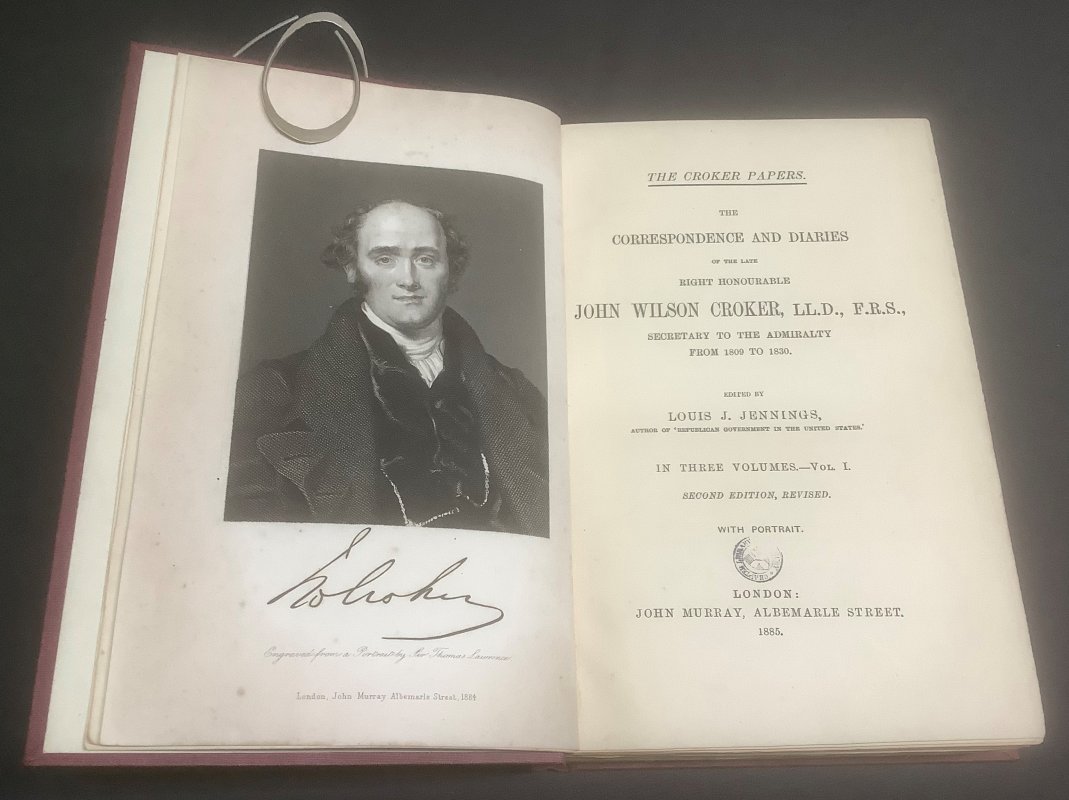 Engraved from a Portrait by Sir Thomas Lawrence
London, John Murray Albemarle Street, 1884
THE CROKER PAPERS.
THE
CORRESPONDENCE AND DIARIES
OF THE LATE
RIGHT HONOURABLE
JOHN WILSON CROKER, LL.D., F.R.S.,
SECRETARY TO THE ADMIRALTY
FROM 1809 TO 1830.
EDITED BY
LOUIS J. JENNINGS,
AUTHOR OF 'REPUBLICAN GOVERNMENT IN THE UNITED STATES.'
IN THREE VOLUMES.—VOL. I.
SECOND EDITION, REVISED.
WITH PORTRAIT.
LONDON:
JOHN MURRAY, ALBEMARLE STREET.
1885.